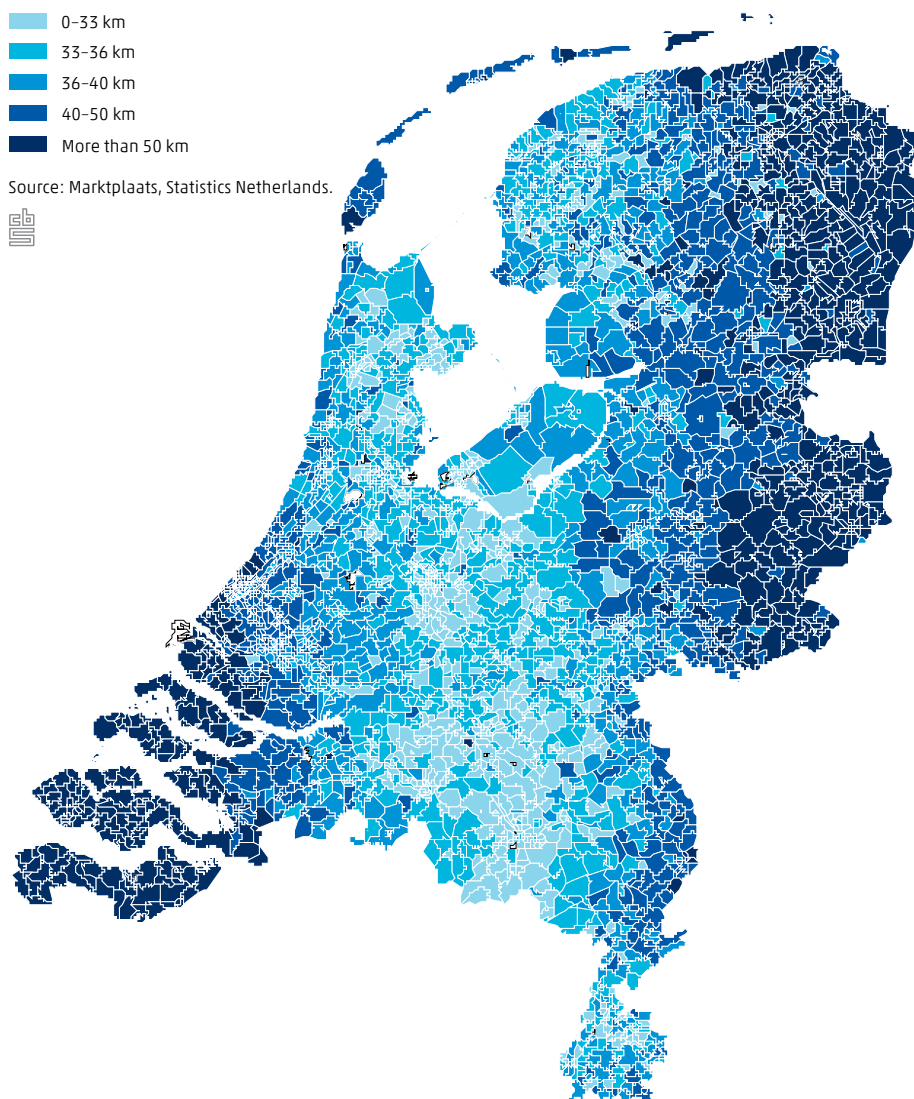 0–33 km
33–36 km
36–40 km
40–50 km
More than 50 km
Source: Marktplaats, Statistics Netherlands.
cbs